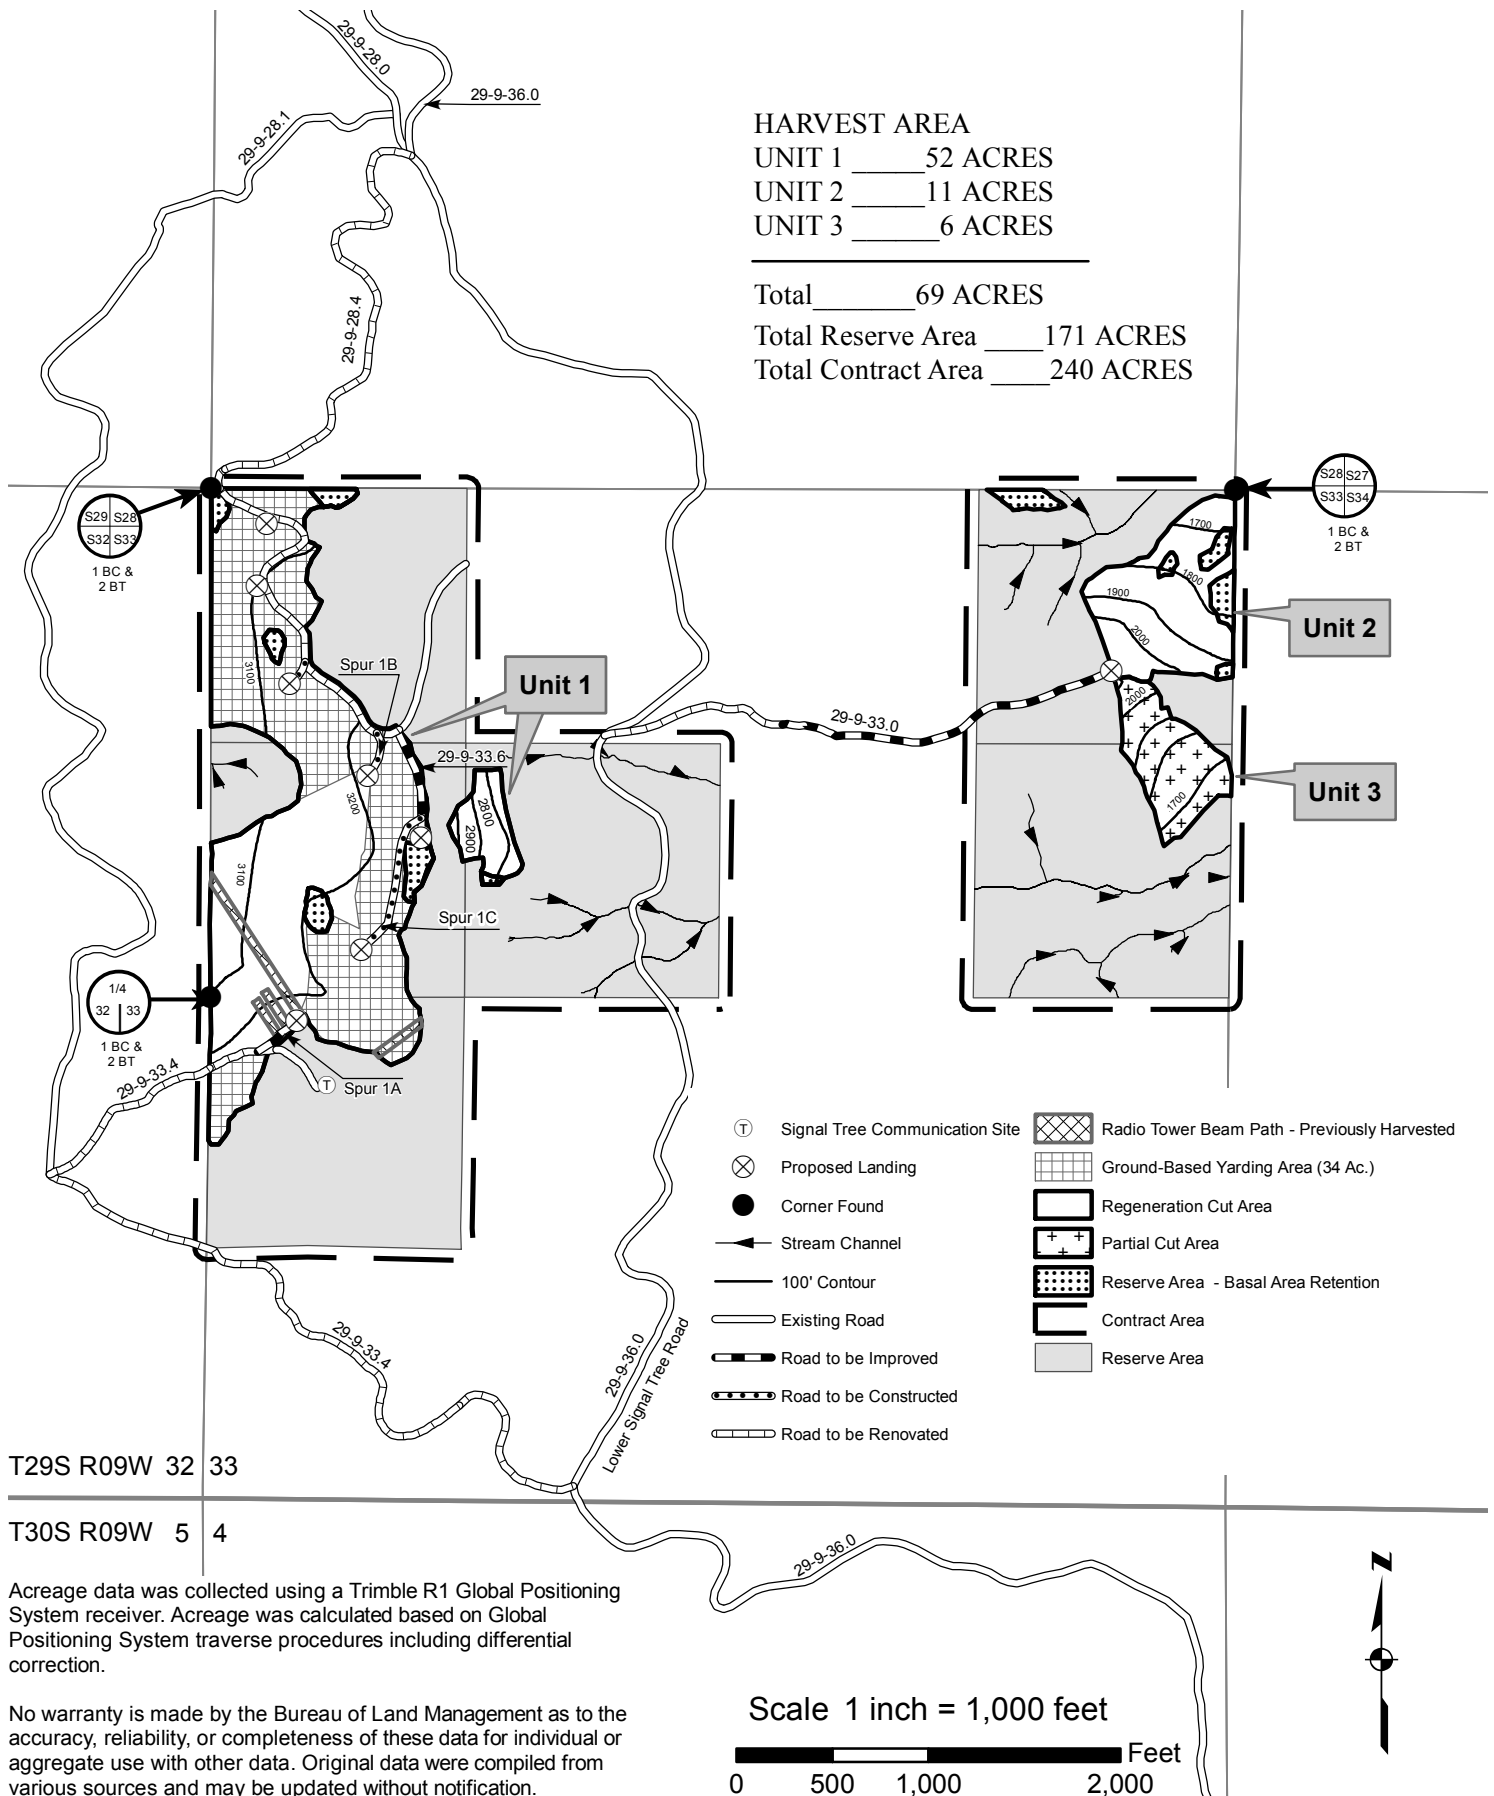 29-9-28.0
29-9-36.0
29-9-28.1
HARVEST AREA
UNIT 1 _____52 ACRES
UNIT 2 _____11 ACRES
UNIT 3 ______6 ACRES
Total_______69 ACRES
Total Reserve Area ____171 ACRES
Total Contract Area ____240 ACRES
29-9-28.4
S29 S28
S32 S33
1 BC &
2 BT
S28 S27
S33 S34
1 BC &
2 BT
1700
1800
1900
2000
Unit 2
3100
Spur 1B
Unit 1
29-9-33.0
2000
1700
Unit 3
29-9-33.6
3200
2800
2900
3100
Spur 1C
1/4
32 33
1 BC &
2 BT
29-9-33.4
Spur 1A
T
T Signal Tree Communication Site
Proposed Landing
Corner Found
Stream Channel
100' Contour
Existing Road
Road to be Improved
Road to be Constructed
Road to be Renovated
Radio Tower Beam Path - Previously Harvested
Ground-Based Yarding Area (34 Ac.)
Regeneration Cut Area
Partial Cut Area
Reserve Area - Basal Area Retention
Contract Area
Reserve Area
29-9-33.4
29-9-36.0
Lower Signal Tree Road
T29S R09W 32 33
T30S R09W 5 4
29-9-36.0
Acreage data was collected using a Trimble R1 Global Positioning
System receiver. Acreage was calculated based on Global
Positioning System traverse procedures including differential
correction.
No warranty is made by the Bureau of Land Management as to the
accuracy, reliability, or completeness of these data for individual or
aggregate use with other data. Original data were compiled from
various sources and may be updated without notification.
N
Scale 1 inch = 1,000 feet
Feet
0 500 1,000 2,000